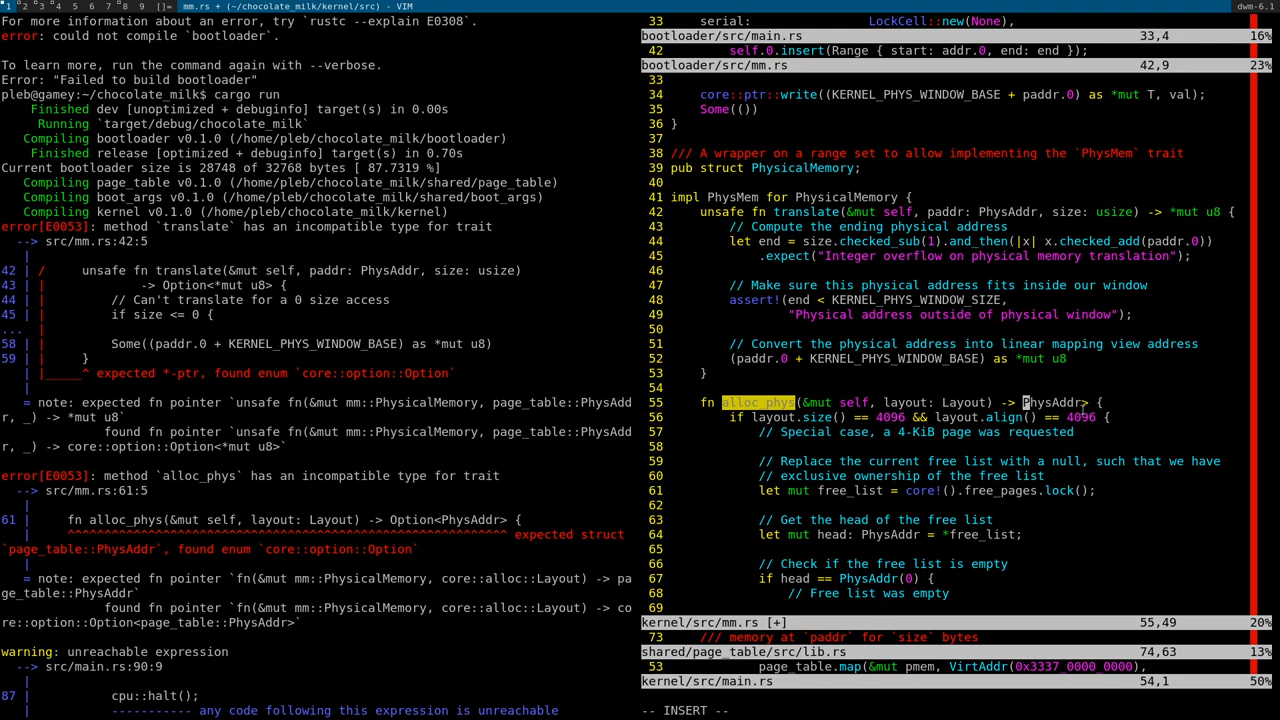 1 2 3 4 5 6 7 8 9 []= mm.rs + (~/chocolate_milk/kernel/src) - VIM dwm-6.1
For more information about an error, try `rustc --explain E0308`.
error: could not compile `bootloader`.
To learn more, run the command again with --verbose.
Error: "Failed to build bootloader"
pleb@gamey:~/chocolate_milk$ cargo run
    Finished dev [unoptimized + debuginfo] target(s) in 0.00s
     Running `target/debug/chocolate_milk`
   Compiling bootloader v0.1.0 (/home/pleb/chocolate_milk/bootloader)
    Finished release [optimized + debuginfo] target(s) in 0.70s
Current bootloader size is 28748 of 32768 bytes [ 87.7319 %]
   Compiling page_table v0.1.0 (/home/pleb/chocolate_milk/shared/page_table)
   Compiling boot_args v0.1.0 (/home/pleb/chocolate_milk/shared/boot_args)
   Compiling kernel v0.1.0 (/home/pleb/chocolate_milk/kernel)
error[E0053]: method `translate` has an incompatible type for trait
  --> src/mm.rs:42:5
   |
42 | /     unsafe fn translate(&mut self, paddr: PhysAddr, size: usize)
43 | |             -> Option<*mut u8> {
44 | |         // Can't translate for a 0 size access
45 | |         if size <= 0 {
...  |
58 | |         Some((paddr.0 + KERNEL_PHYS_WINDOW_BASE) as *mut u8)
59 | |     }
   | |_____^ expected *-ptr, found enum `core::option::Option`
   |
   = note: expected fn pointer `unsafe fn(&mut mm::PhysicalMemory, page_table::PhysAdd
r, _) -> *mut u8`
              found fn pointer `unsafe fn(&mut mm::PhysicalMemory, page_table::PhysAdd
r, _) -> core::option::Option<*mut u8>`
error[E0053]: method `alloc_phys` has an incompatible type for trait
  --> src/mm.rs:61:5
   |
61 |     fn alloc_phys(&mut self, layout: Layout) -> Option<PhysAddr> {
   |     ^^^^^^^^^^^^^^^^^^^^^^^^^^^^^^^^^^^^^^^^^^^^^^^^^^^^^^^^^^^^ expected struct
`page_table::PhysAddr`, found enum `core::option::Option`
   |
   = note: expected fn pointer `fn(&mut mm::PhysicalMemory, core::alloc::Layout) -> pa
ge_table::PhysAddr`
              found fn pointer `fn(&mut mm::PhysicalMemory, core::alloc::Layout) -> co
re::option::Option<page_table::PhysAddr>`
warning: unreachable expression
  --> src/main.rs:90:9
   |
87 |         cpu::halt();
   |         ----------- any code following this expression is unreachable
33     serial:               LockCell::new(None),
bootloader/src/main.rs 33,4 16%
42         self.0.insert(Range { start: addr.0, end: end });
bootloader/src/mm.rs 42,9 23%
33
34     core::ptr::write((KERNEL_PHYS_WINDOW_BASE + paddr.0) as *mut T, val);
35     Some(())
36 }
37
38 /// A wrapper on a range set to allow implementing the `PhysMem` trait
39 pub struct PhysicalMemory;
40
41 impl PhysMem for PhysicalMemory {
42     unsafe fn translate(&mut self, paddr: PhysAddr, size: usize) -> *mut u8 {
43         // Compute the ending physical address
44         let end = size.checked_sub(1).and_then(|x| x.checked_add(paddr.0))
45             .expect("Integer overflow on physical memory translation");
46
47         // Make sure this physical address fits inside our window
48         assert!(end < KERNEL_PHYS_WINDOW_SIZE,
49                 "Physical address outside of physical window");
50
51         // Convert the physical address into linear mapping view address
52         (paddr.0 + KERNEL_PHYS_WINDOW_BASE) as *mut u8
53     }
54
55     fn alloc_phys(&mut self, layout: Layout) -> PhysAddr> {
56         if layout.size() == 4096 && layout.align() == 4096 {
57             // Special case, a 4-KiB page was requested
58
59             // Replace the current free list with a null, such that we have
60             // exclusive ownership of the free list
61             let mut free_list = core!().free_pages.lock();
62
63             // Get the head of the free list
64             let mut head: PhysAddr = *free_list;
65
66             // Check if the free list is empty
67             if head == PhysAddr(0) {
68                 // Free list was empty
69
kernel/src/mm.rs [+] 55,49 20%
73     /// memory at `paddr` for `size` bytes
shared/page_table/src/lib.rs 74,63 13%
53             page_table.map(&mut pmem, VirtAddr(0x3337_0000_0000),
kernel/src/main.rs 54,1 50%
-- INSERT --